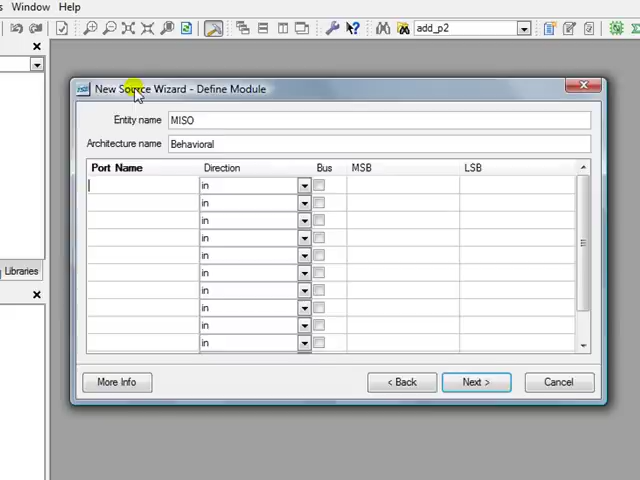 Window Help
add_p2
New Source Wizard - Define Module
Entity name MISO
Architecture name Behavioral
Port Name Direction Bus MSB LSB
in
in
in
in
in
in
in
in
in
in
Libraries
More Info < Back Next > Cancel